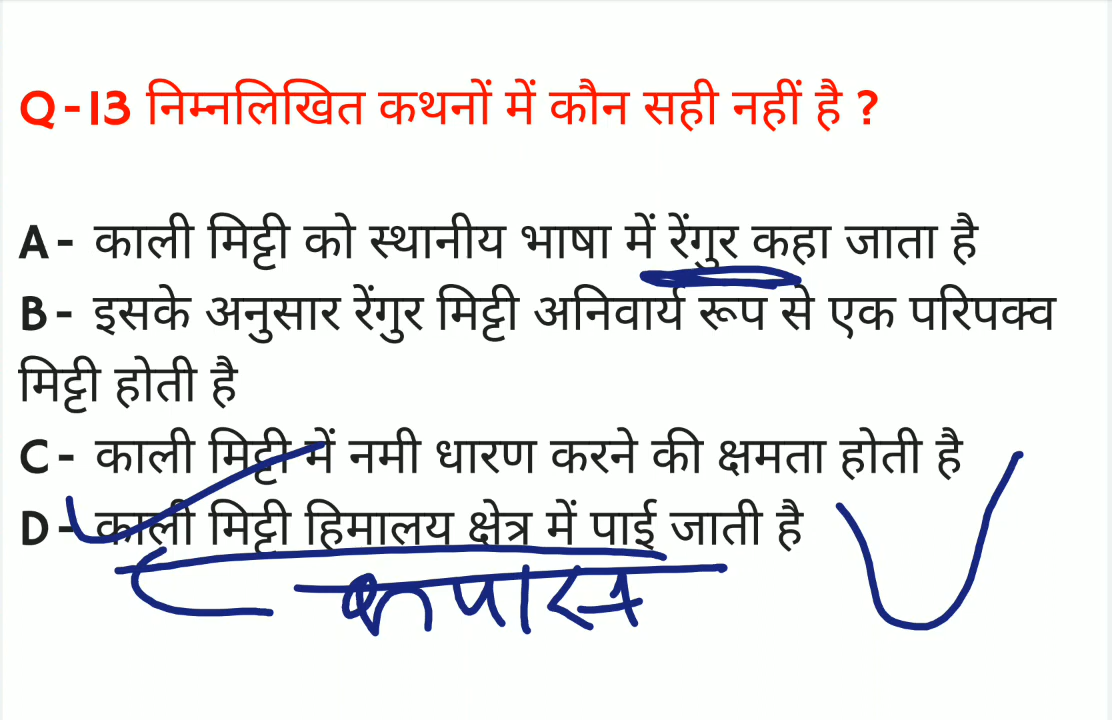 Q-13 निम्नलिखित कथनों में कौन सही नहीं है ?
A- काली मिट्टी को स्थानीय भाषा में रेंगुर कहा जाता है
B- इसके अनुसार रेंगुर मिट्टी अनिवार्य रूप से एक परिपक्व
मिट्टी होती है
C- काली मिट्टी में नमी धारण करने की क्षमता होती है
D- काली मिट्टी हिमालय क्षेत्र में पाई जाती है
कपास